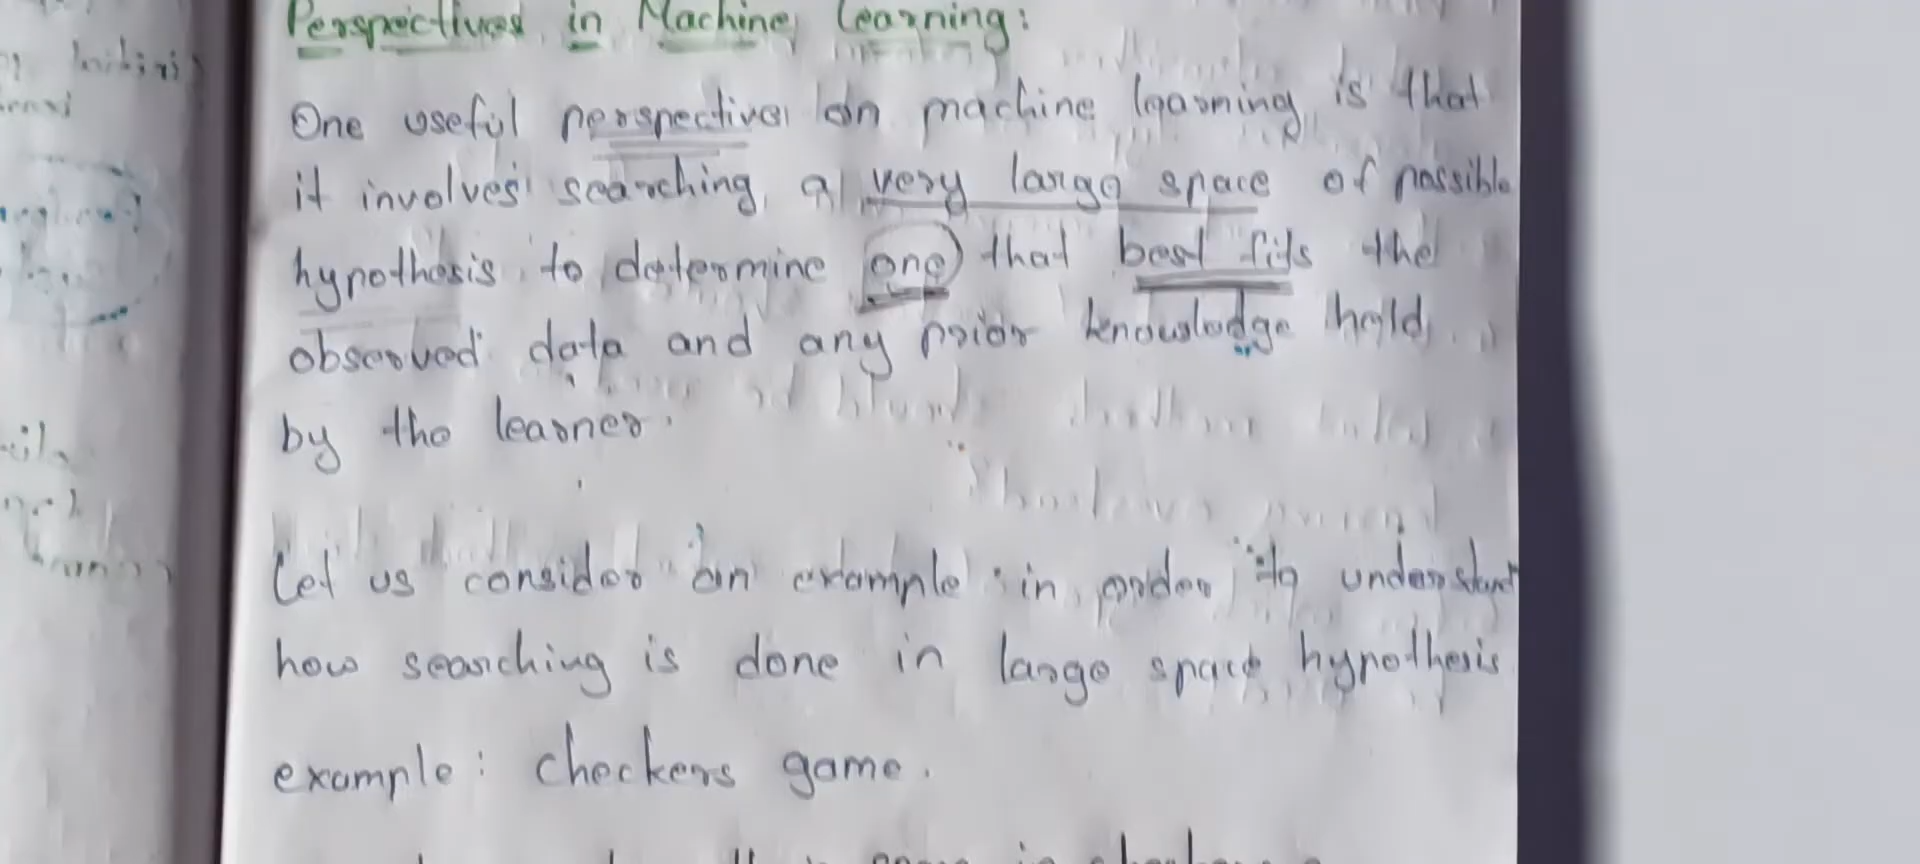 Perspectives in Machine Learning:
One useful perspective on machine learning is that
it involves searching a very large space of possible
hypothesis to determine one that best fits the
observed data and any prior knowledge held
by the learner.
Let us consider an example in order to understand
how searching is done in large space hypothesis
example: checkers game.